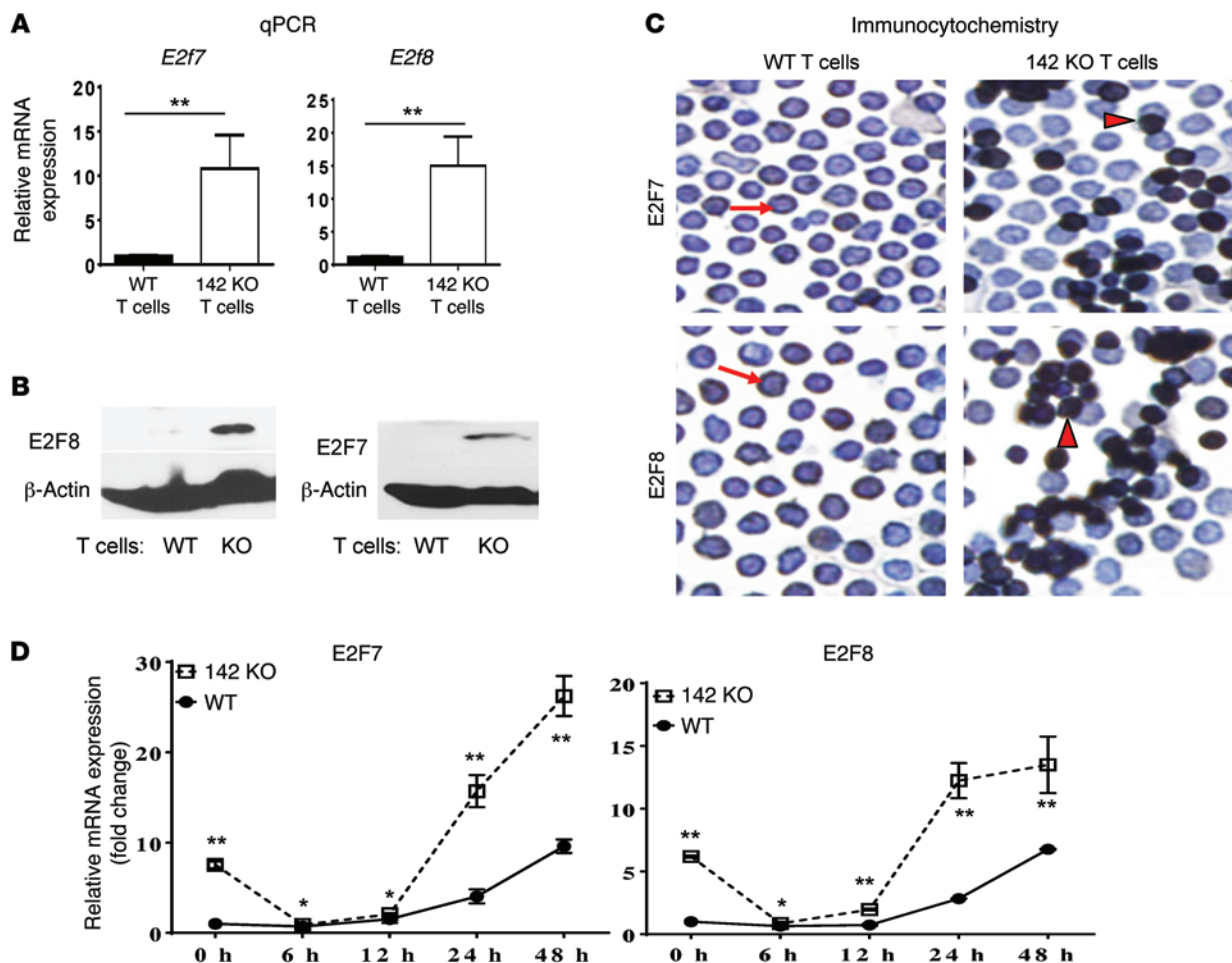 A
qPCR
E2f7
E2f8
**
**
Relative mRNA
expression
20
15
10
5
0
25
20
15
10
5
0
WT
T cells
142 KO
T cells
WT
T cells
142 KO
T cells
B
E2F8
β-Actin
T cells: WT KO
E2F7
β-Actin
T cells: WT KO
C
Immunocytochemistry
WT T cells
142 KO T cells
E2F7
E2F8
D
E2F7
142 KO
WT
Relative mRNA expression
(fold change)
30
20
10
0
**
*
*
**
**
0 h 6 h 12 h 24 h 48 h
E2F8
142 KO
WT
20
15
10
5
0
**
*
**
**
**
0 h 6 h 12 h 24 h 48 h